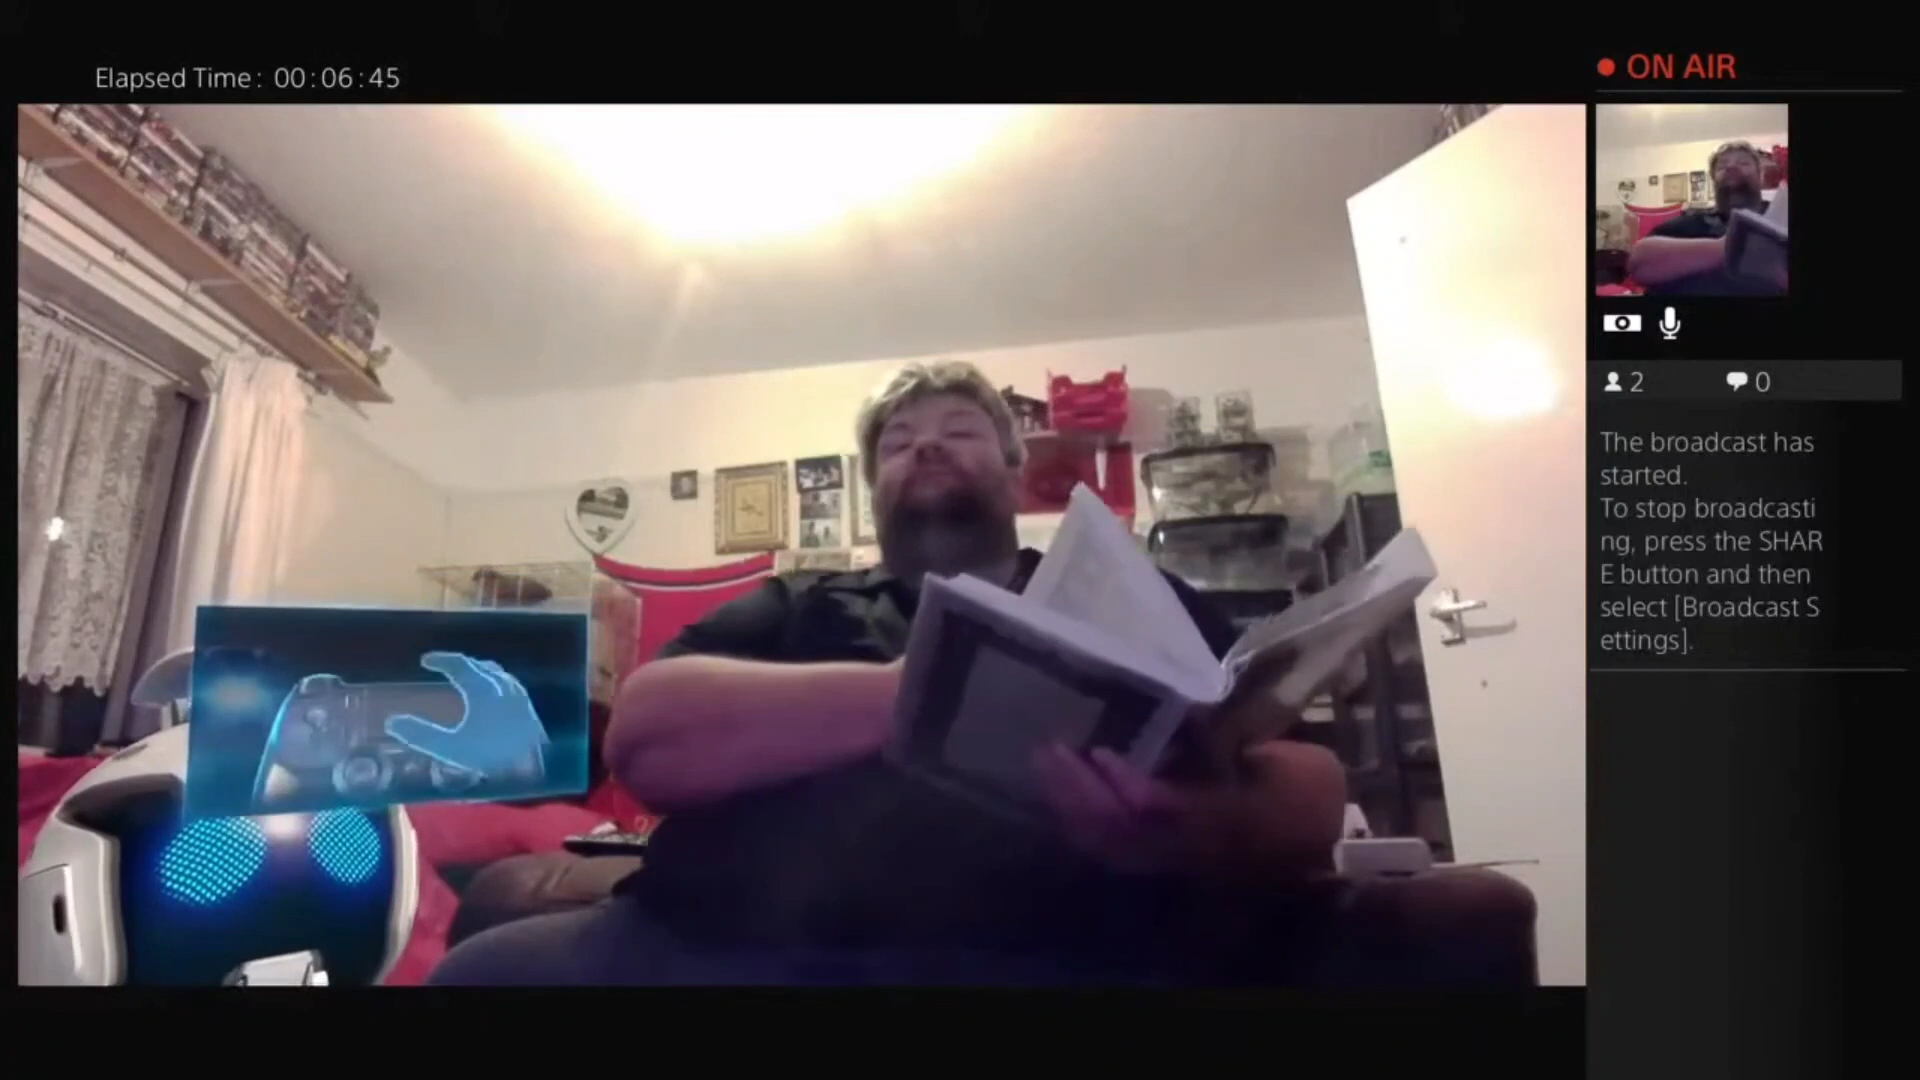 Elapsed Time: 00:06:45
ON AIR
2
0
The broadcast has
started.
To stop broadcasti
ng, press the SHAR
E button and then
select [Broadcast S
ettings].